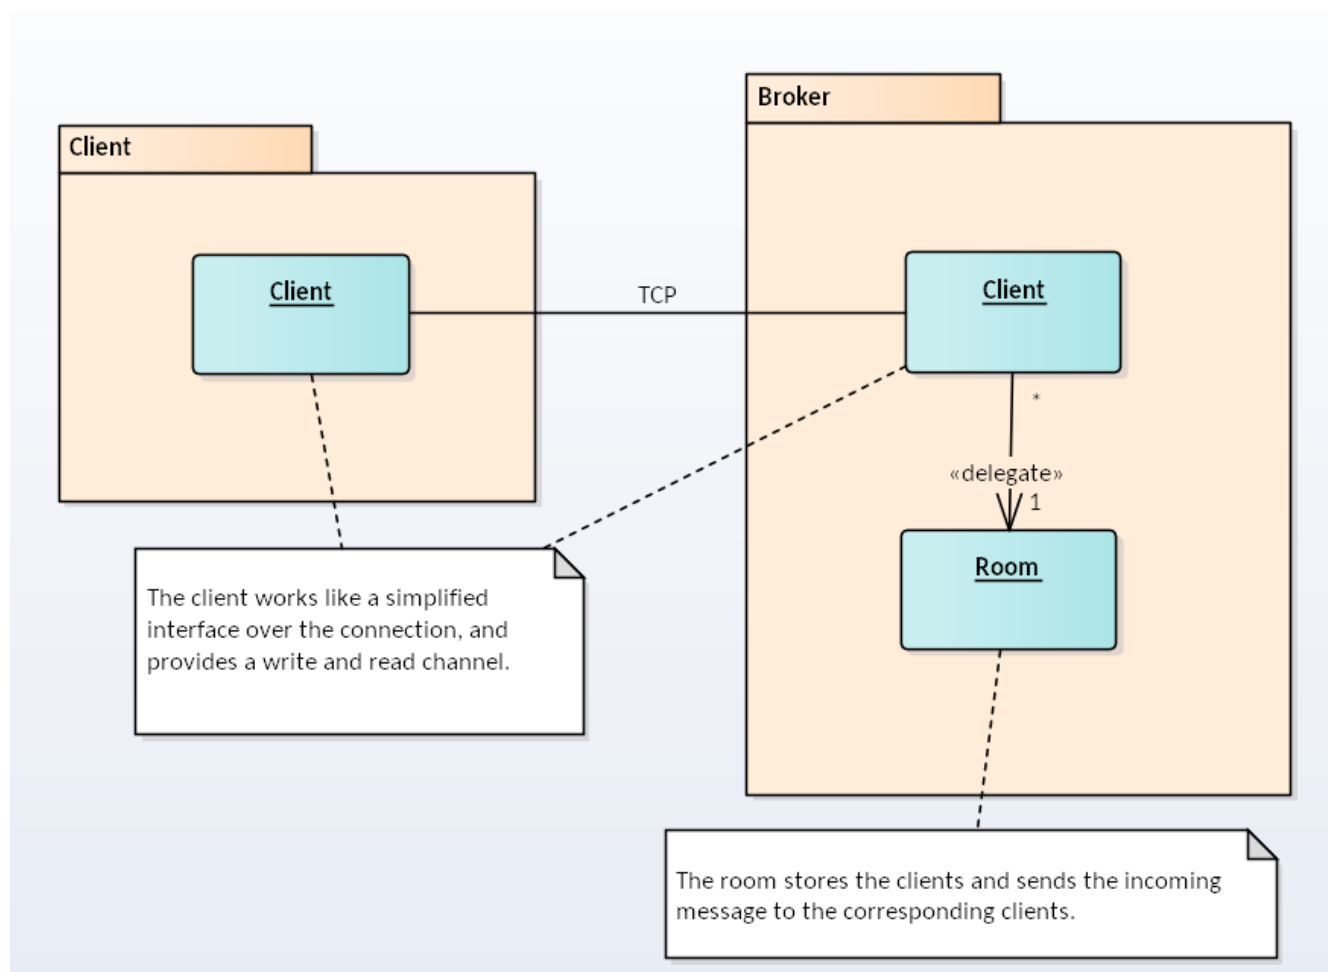 Broker
Client
Client
TCP
Client
*
«delegate»
1
Room
The client works like a simplified
interface over the connection, and
provides a write and read channel.
The room stores the clients and sends the incoming
message to the corresponding clients.